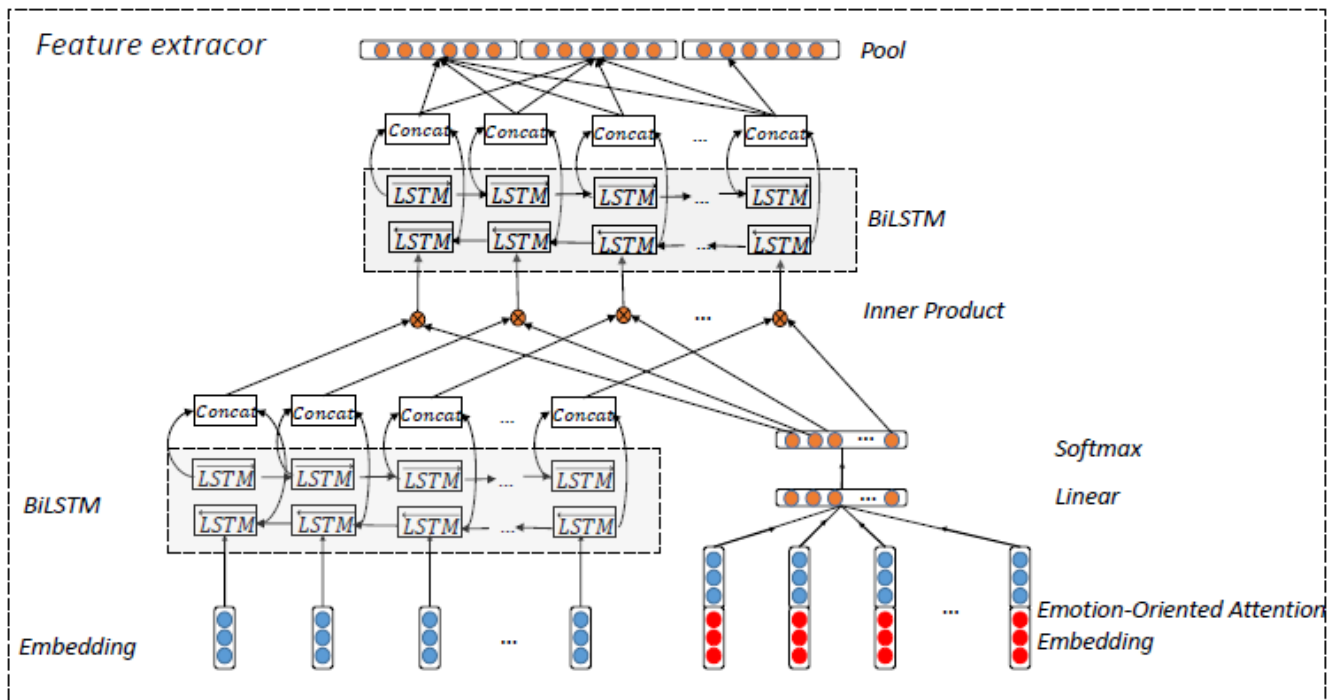 Feature extracor
Pool
Concat Concat Concat ... Concat
LSTM LSTM LSTM ... LSTM
BiLSTM
LSTM LSTM LSTM ... LSTM
... Inner Product
Concat Concat Concat ... Concat
... Softmax
LSTM LSTM LSTM ... LSTM
... Linear
BiLSTM
LSTM LSTM LSTM ... LSTM
... Emotion-Oriented Attention
Embedding ... Embedding